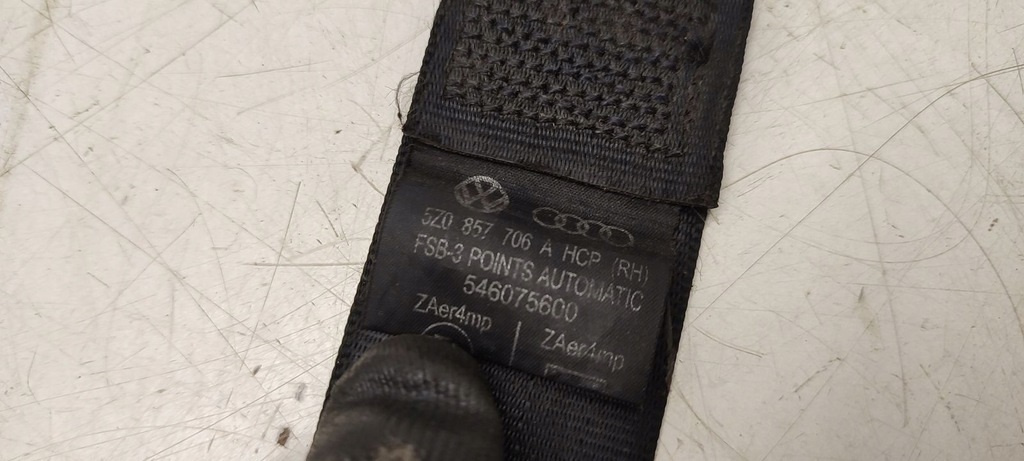 5Z0 857 706 A HCP (RH)
FSB-3 POINTS AUTOMATIC
546075600
ZAer4mp | ZAer4mp